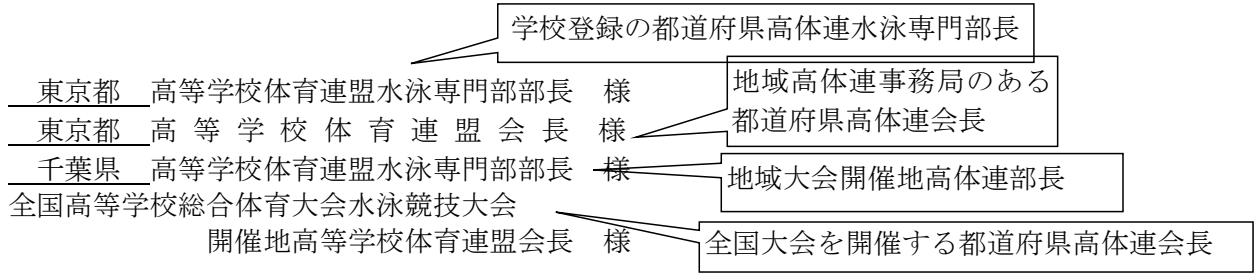 学校登録の都道府県高体連水泳専門部長
東京都 高等学校体育連盟水泳専門部部長 様
地域高体連事務局のある
都道府県高体連会長
東京都 高等学校体育連盟会長 様
千葉県 高等学校体育連盟水泳専門部部長 様
地域大会開催地高体連部長
全国高等学校総合体育大会水泳競技大会
開催地高等学校体育連盟会長 様
全国大会を開催する都道府県高体連会長